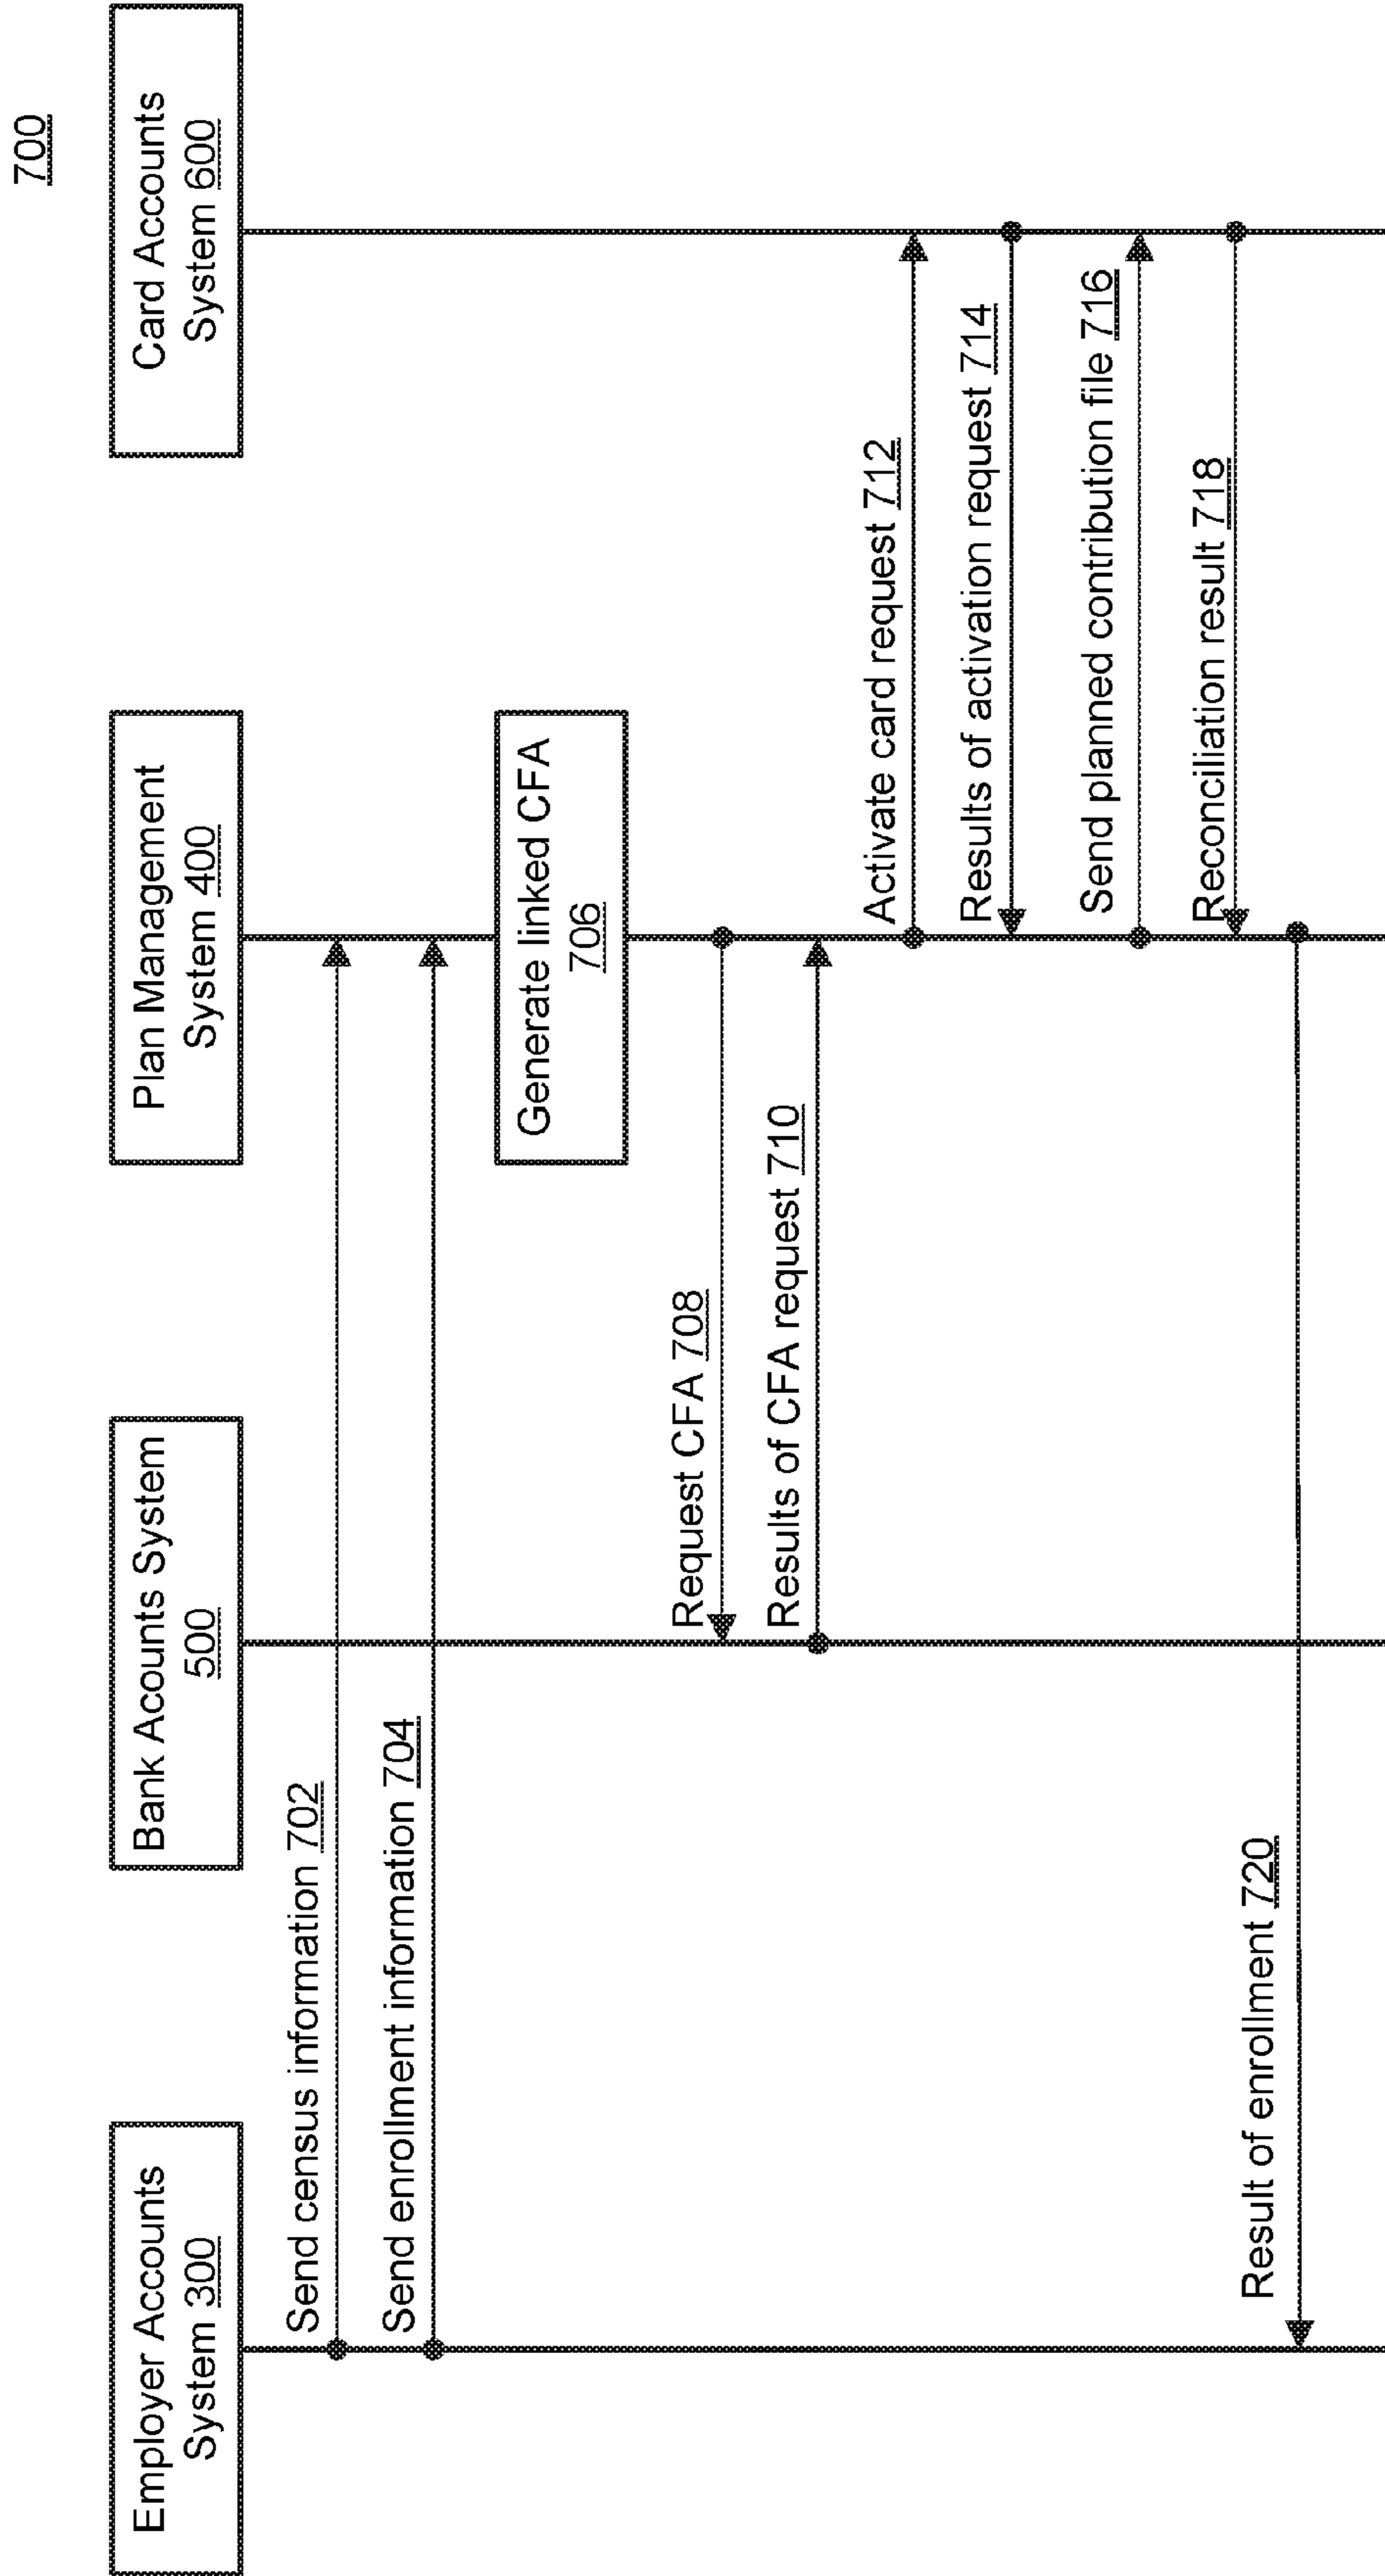 700
Employer Accounts
System 300
Bank Acounts System
500
Plan Management
System 400
Card Accounts
System 600
Send census information 702
Send enrollment information 704
Generate linked CFA
706
Request CFA 708
Results of CFA request 710
Activate card request 712
Results of activation request 714
Send planned contribution file 716
Reconciliation result 718
Result of enrollment 720